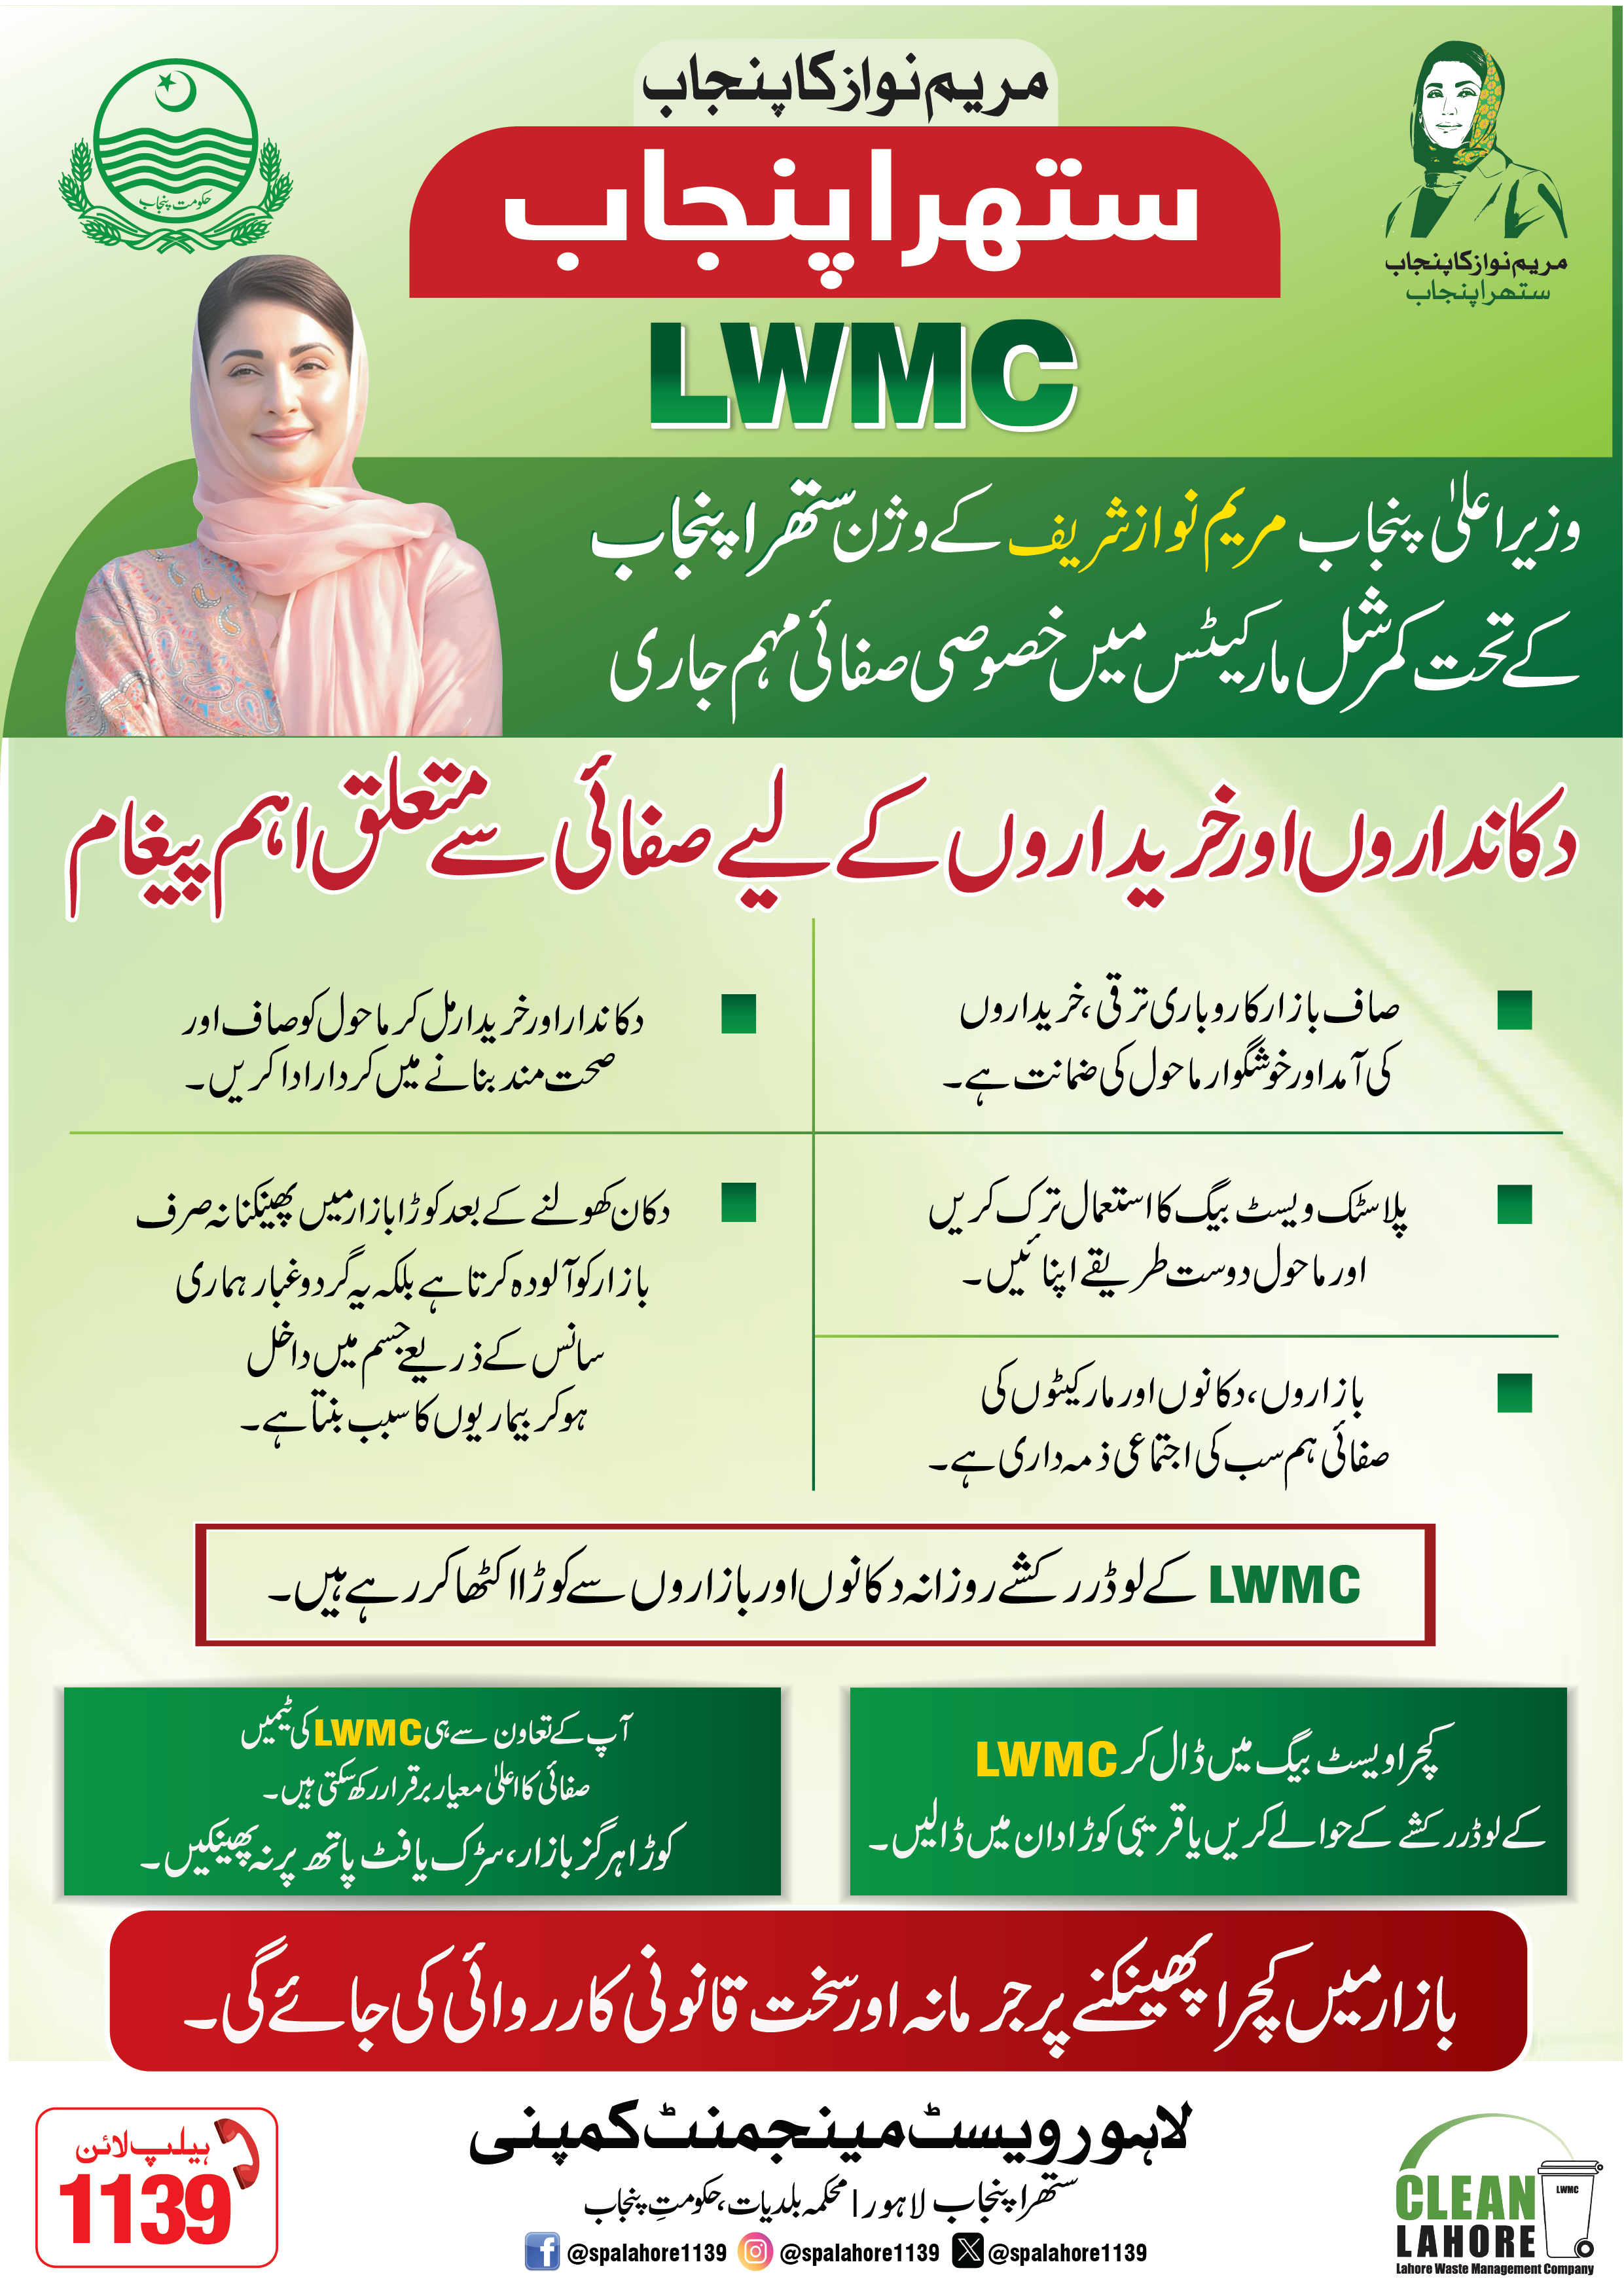 مریم نواز کا پنجاب
ستھرا پنجاب
LWMC
حکومت پنجاب
مریم نواز کا پنجاب
ستھرا پنجاب
وزیر اعلیٰ پنجاب مریم نواز شریف کے وژن ستھرا پنجاب
کے تحت کمرشل مارکیٹس میں خصوصی صفائی مہم جاری
دکانداروں اور خریداروں کے لیے صفائی سے متعلق اہم پیغام
صاف بازار کاروباری ترقی، خریداروں
کی آمد اور خوشگوار ماحول کی ضمانت ہے۔
پلاسٹک ویسٹ بیگ کا استعمال ترک کریں
اور ماحول دوست طریقے اپنائیں۔
بازاروں، دکانوں اور مارکیٹوں کی
صفائی ہم سب کی اجتماعی ذمہ داری ہے۔
دکاندار اور خریدار مل کر ماحول کو صاف اور
صحت مند بنانے میں کردار ادا کریں۔
دکان کھولنے کے بعد کوڑا بازار میں پھینکنا نہ صرف
بازار کو آلودہ کرتا ہے بلکہ یہ گرد و غبار ہماری
سانس کے ذریعے جسم میں داخل
ہو کر بیماریوں کا سبب بنتا ہے۔
LWMC کے لوڈر رکشے روزانہ دکانوں اور بازاروں سے کوڑا اکٹھا کر رہے ہیں۔
کچرا ویسٹ بیگ میں ڈال کر LWMC
کے لوڈر رکشے کے حوالے کریں یا قریبی کوڑا دان میں ڈالیں۔
آپ کے تعاون سے ہی LWMC کی ٹیمیں
صفائی کا اعلیٰ معیار برقرار رکھ سکتی ہیں۔
کوڑا ہرگز بازار، سڑک یا فٹ پاتھ پر نہ پھینکیں۔
بازار میں کچرا پھینکنے پر جرمانہ اور سخت قانونی کارروائی کی جائے گی۔
لاہور ویسٹ مینجمنٹ کمپنی
ستھرا پنجاب لاہور | محکمہ بلدیات، حکومتِ پنجاب
@spalahore1139 @spalahore1139 @spalahore1139
ہیلپ لائن
1139
LWMC
CLEAN
LAHORE
Lahore Waste Management Company